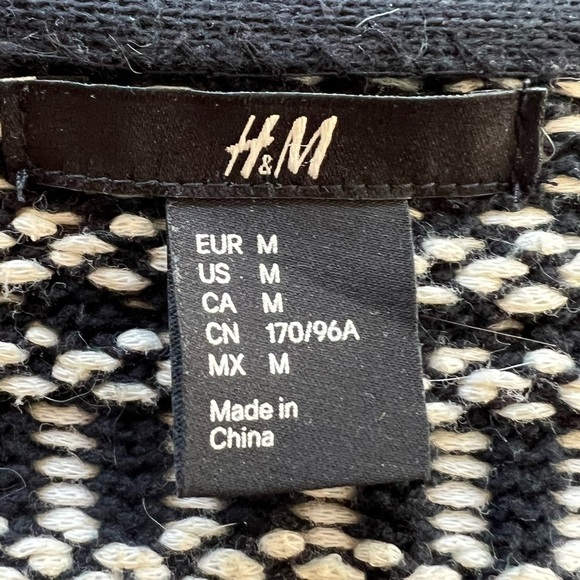 H&M
EUR M
US M
CA M
CN 170/96A
MX M
Made in
China